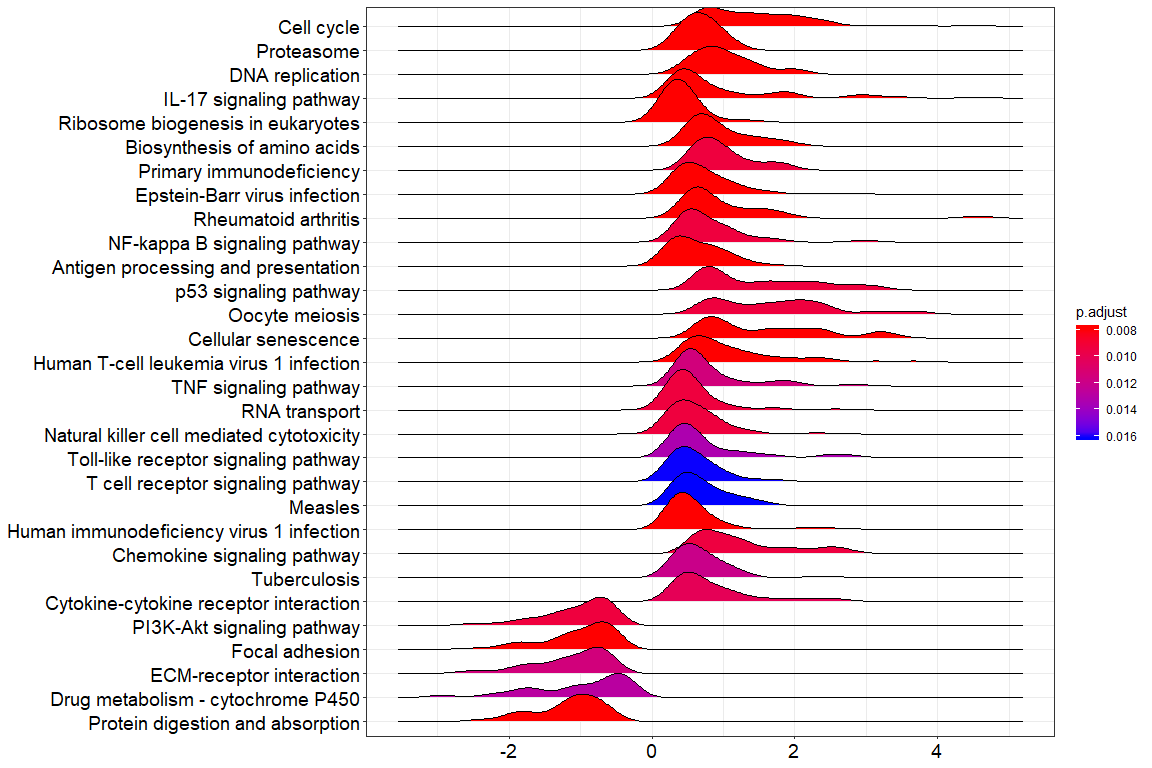 Cell cycle
Proteasome
DNA replication
IL-17 signaling pathway
Ribosome biogenesis in eukaryotes
Biosynthesis of amino acids
Primary immunodeficiency
Epstein-Barr virus infection
Rheumatoid arthritis
NF-kappa B signaling pathway
Antigen processing and presentation
p53 signaling pathway
Oocyte meiosis
Cellular senescence
Human T-cell leukemia virus 1 infection
TNF signaling pathway
RNA transport
Natural killer cell mediated cytotoxicity
Toll-like receptor signaling pathway
T cell receptor signaling pathway
Measles
Human immunodeficiency virus 1 infection
Chemokine signaling pathway
Tuberculosis
Cytokine-cytokine receptor interaction
PI3K-Akt signaling pathway
Focal adhesion
ECM-receptor interaction
Drug metabolism - cytochrome P450
Protein digestion and absorption
-2 0 2 4
p.adjust
0.008
0.010
0.012
0.014
0.016